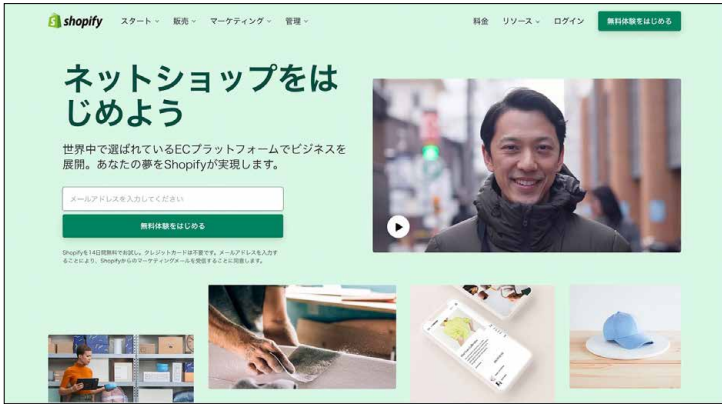 shopify
スタート 販売 マーケティング 管理 料金 リソース ログイン 無料体験をはじめる
ネットショップをは
じめよう
世界中で選ばれているECプラットフォームでビジネスを
展開。あなたの夢をShopifyが実現します。
メールアドレスを入力してください
無料体験をはじめる
Shopifyを14日間無料でお試し。クレジットカードは不要です。メールアドレスを入力す
ることにより、Shopifyからのマーケティングメールを受信することに同意します。